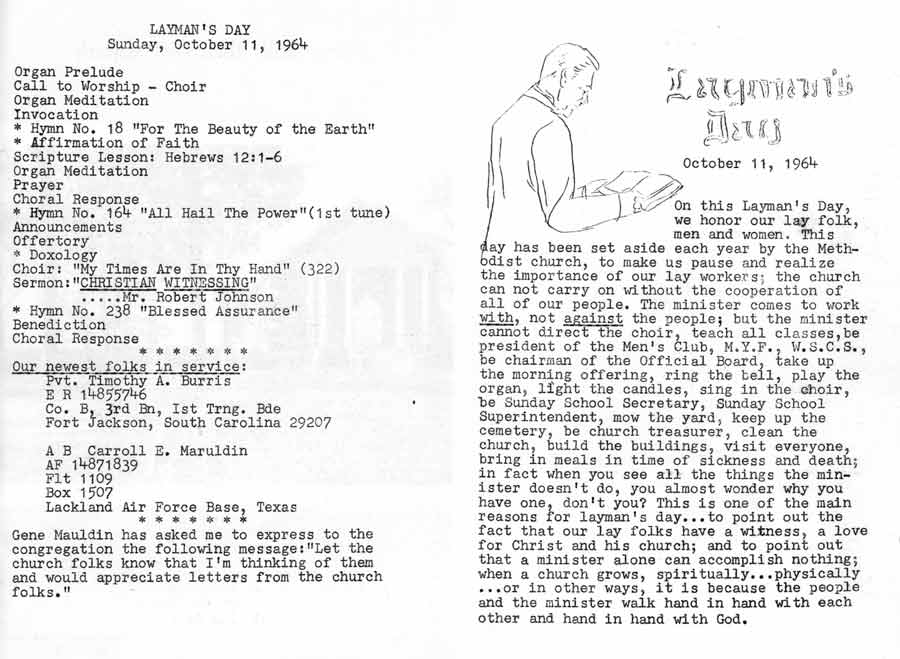 LAYMAN'S DAY
Sunday, October 11, 1964
Organ Prelude
Call to Worship - Choir
Organ Meditation
Invocation
* Hymn No. 18 "For The Beauty of the Earth"
* Affirmation of Faith
Scripture Lesson: Hebrews 12:1-6
Organ Meditation
Prayer
Choral Response
* Hymn No. 164 "All Hail The Power"(1st tune)
Announcements
Offertory
* Doxology
Choir: "My Times Are In Thy Hand" (322)
Sermon:"CHRISTIAN WITNESSING"
.....Mr. Robert Johnson
* Hymn No. 238 "Blessed Assurance"
Benediction
Choral Response
* * * * * * *
Our newest folks in service:
Pvt. Timothy A. Burris
E R 14855746
Co. B, 3rd Bn, Ist Trng. Bde
Fort Jackson, South Carolina 29207
A B Carroll E. Maruldin
AF 14871839
Flt 1109
Box 1507
Lackland Air Force Base, Texas
* * * * * * *
Gene Mauldin has asked me to express to the
congregation the following message:"Let the
church folks know that I'm thinking of them
and would appreciate letters from the church
folks."
Layman's
Day
October 11, 1964
On this Layman's Day,
we honor our lay folk,
men and women. This
day has been set aside each year by the Meth-
odist church, to make us pause and realize
the importance of our lay workers; the church
can not carry on without the cooperation of
all of our people. The minister comes to work
with, not against the people; but the minister
cannot direct the choir, teach all classes,be
president of the Men's Club, M.Y.F., W.S.C.S.,
be chairman of the Official Board, take up
the morning offering, ring the bell, play the
organ, light the candles, sing in the choir,
be Sunday School Secretary, Sunday School
Superintendent, mow the yard, keep up the
cemetery, be church treasurer, clean the
church, build the buildings, visit everyone,
bring in meals in time of sickness and death;
in fact when you see all the things the min-
ister doesn't do, you almost wonder why you
have one, don't you? This is one of the main
reasons for layman's day...to point out the
fact that our lay folks have a witness, a love
for Christ and his church; and to point out
that a minister alone can accomplish nothing;
when a church grows, spiritually...physically
...or in other ways, it is because the people
and the minister walk hand in hand with each
other and hand in hand with God.